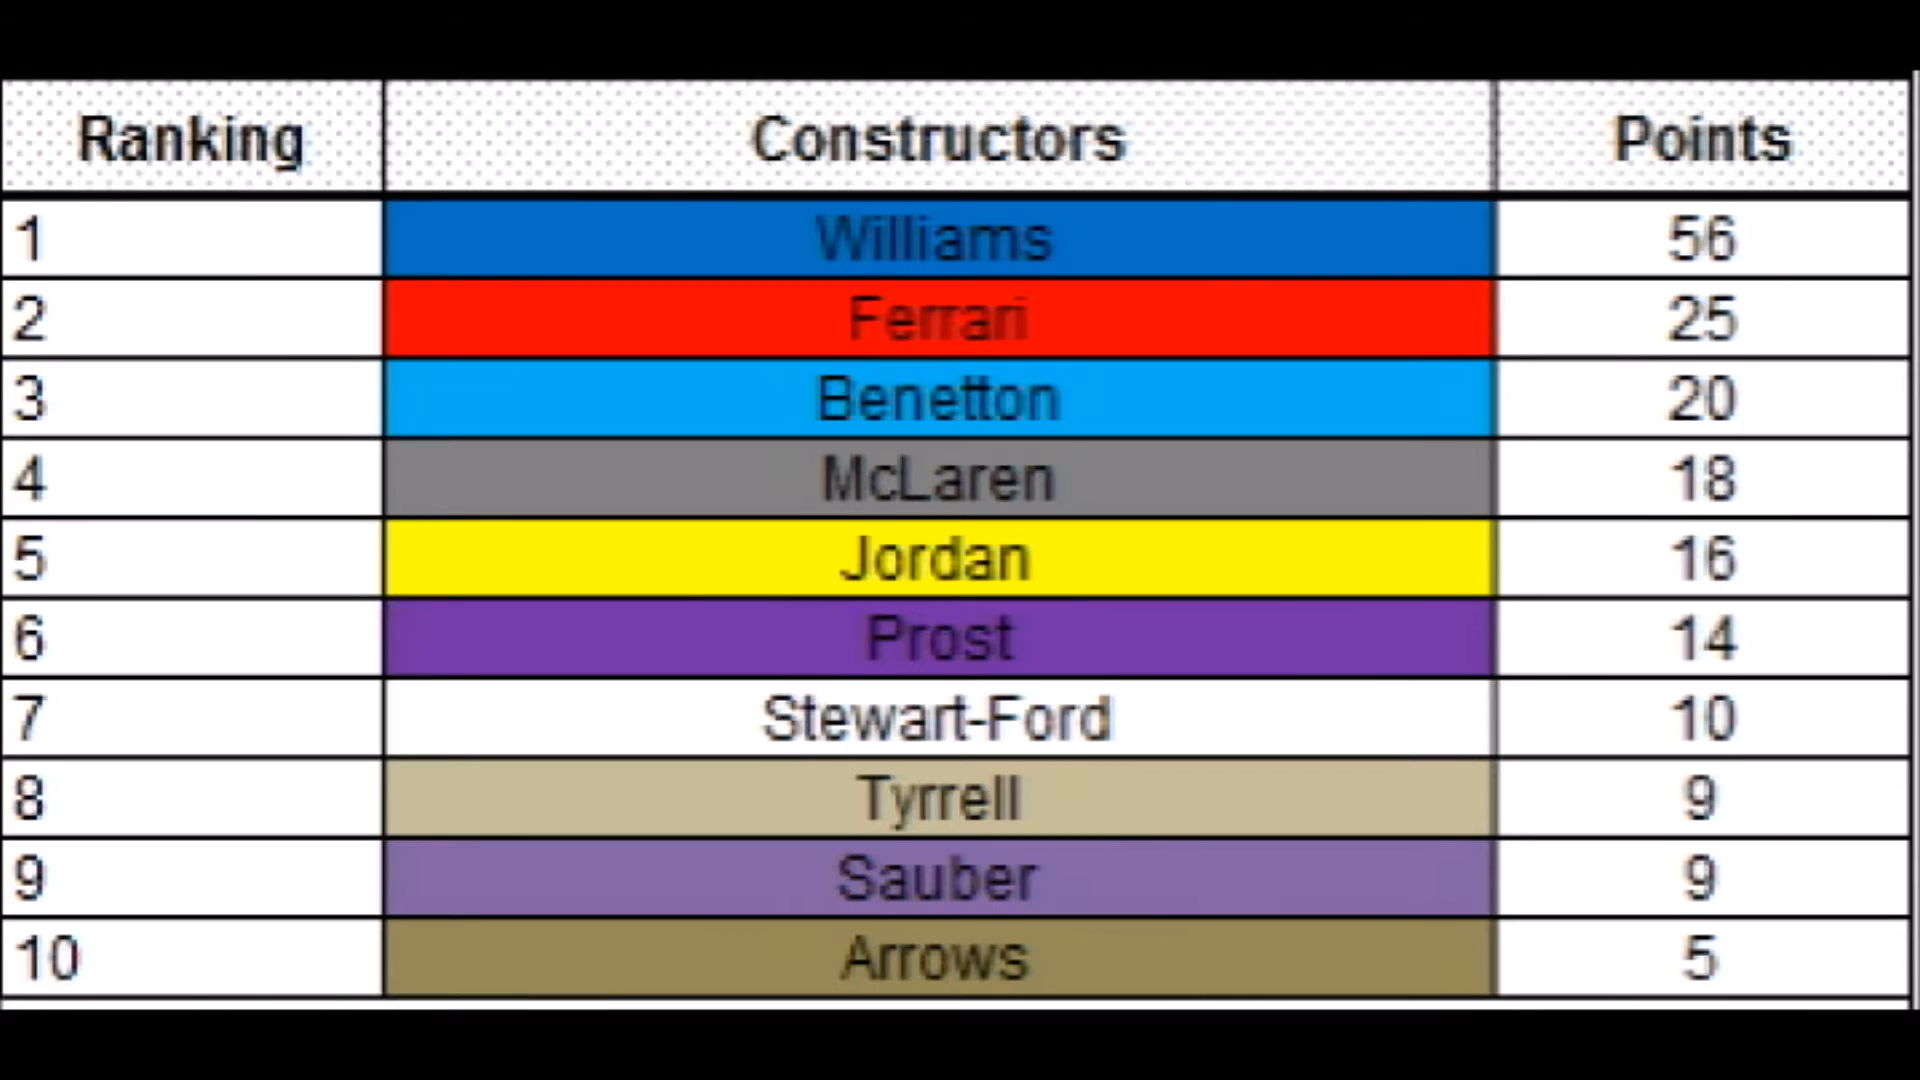 Ranking Constructors Points
1 Williams 56
2 Ferrari 25
3 Benetton 20
4 McLaren 18
5 Jordan 16
6 Prost 14
7 Stewart-Ford 10
8 Tyrrell 9
9 Sauber 9
10 Arrows 5